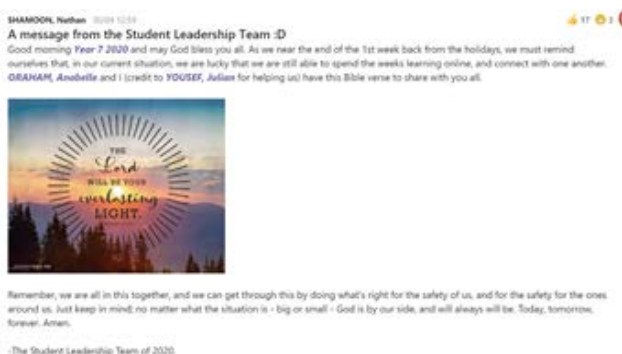 SHAMOON, Nathan 30/04 12:59
17 3
A message from the Student Leadership Team :D
Good morning Year 7 2020 and may God bless you all. As we near the end of the 1st week back from the holidays, we must remind
ourselves that, in our current situation, we are lucky that we are still able to spend the weeks learning online, and connect with one another.
ORAHAM, Anabelle and I (credit to YOUSEF, Julian for helping us) have this Bible verse to share with you all.
THE
Lord
WILL BE YOUR
everlasting
LIGHT.
Remember, we are all in this together, and we can get through this by doing what's right for the safety of us, and for the safety for the ones
around us. Just keep in mind; no matter what the situation is - big or small - God is by our side, and will always will be. Today, tomorrow,
forever. Amen.
-The Student Leadership Team of 2020.